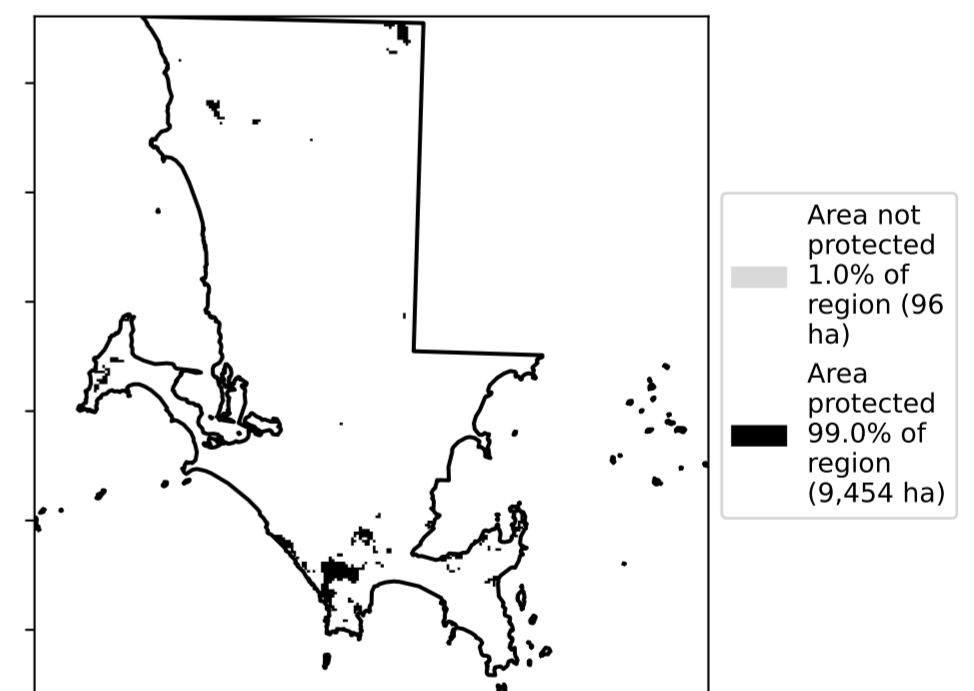 Area not
protected
1.0% of
region (96
ha)
Area
protected
99.0% of
region
(9,454 ha)